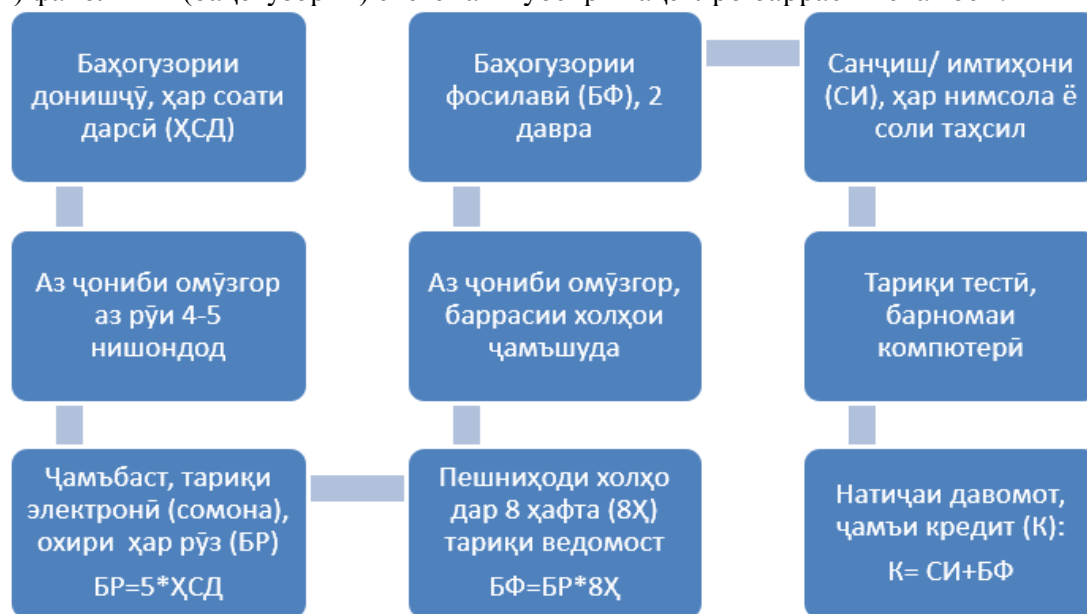 Баҳогузории
донишҷӯ, ҳар соати
дарсӣ (ҲСД)
Аз ҷониби омӯзгор
аз рӯи 4-5
нишондод
Ҷамъбаст, тариқи
электронӣ (сомона),
охири ҳар рӯз (БР)
БР=5*ҲСД
Пешниҳоди холҳо
дар 8 ҳафта (8Ҳ)
тариқи ведомост
БФ=БР*8Ҳ
Аз ҷониби омӯзгор,
баррасии холҳои
ҷамъшуда
Баҳогузории
фосилавӣ (БФ), 2
давра
Санҷиш/ имтиҳони
(СИ), ҳар нимсола ё
соли таҳсил
Тариқи тестӣ,
барномаи
компютерӣ
Натиҷаи давомот,
ҷамъи кредит (К):
К= СИ+БФ